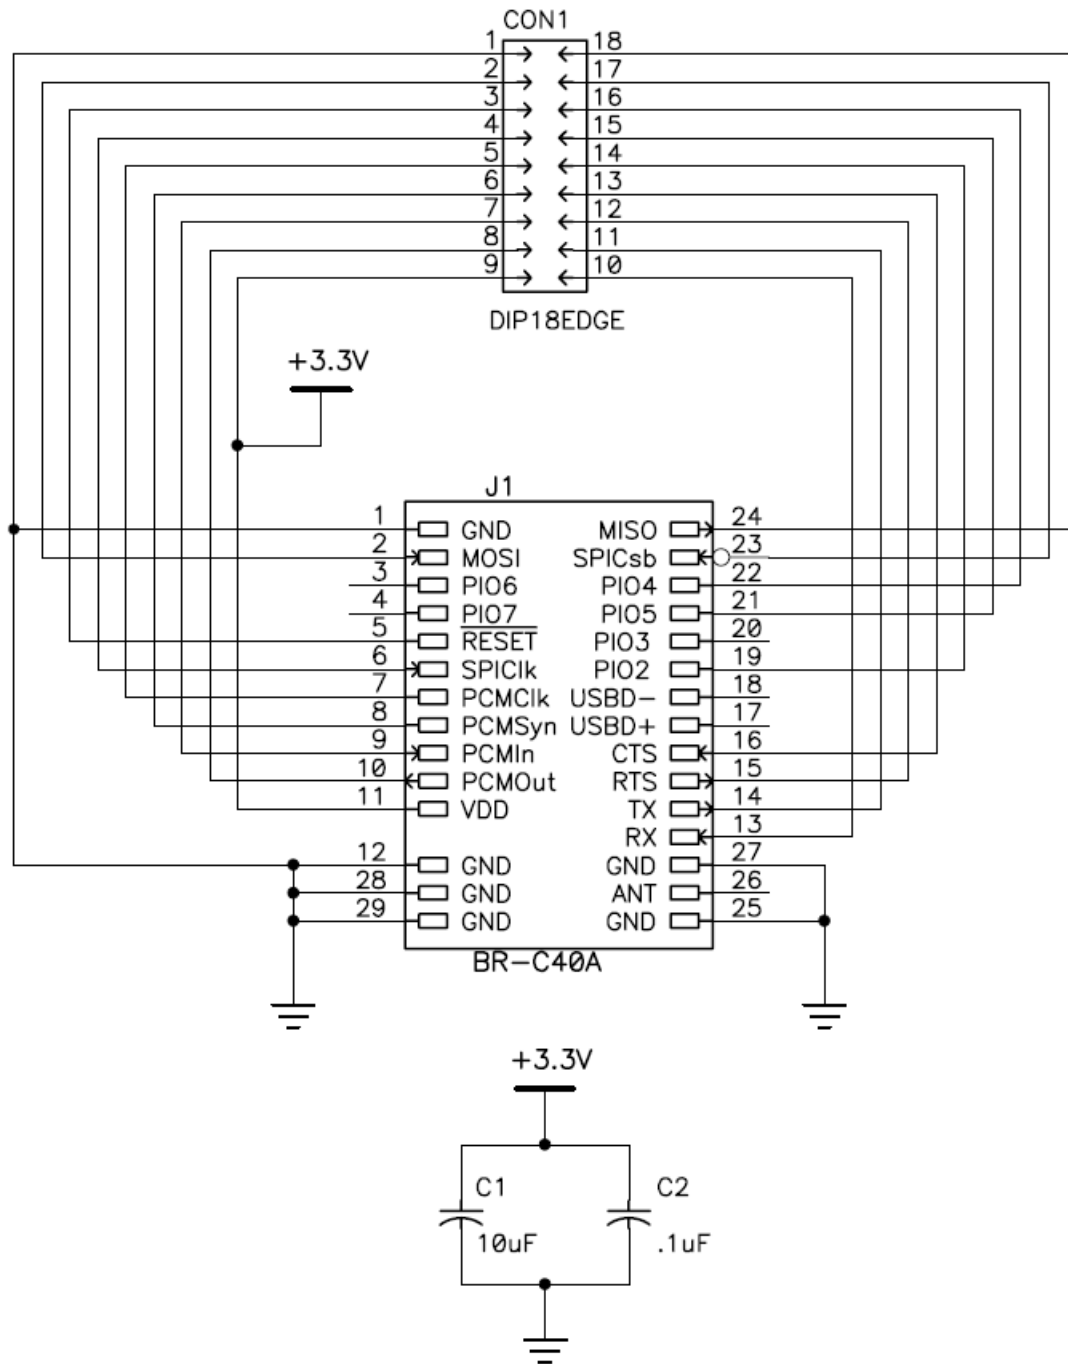 CON1
1 18
2 17
3 16
4 15
5 14
6 13
7 12
8 11
9 10
DIP18EDGE
+3.3V
J1
1 GND MISO 24
2 MOSI SPICsb 23
3 PIO6 PIO4 22
4 PIO7 PIO5 21
5 RESET PIO3 20
6 SPIClk PIO2 19
7 PCMClk USBD- 18
8 PCMSyn USBD+ 17
9 PCMIn CTS 16
10 PCMOut RTS 15
11 VDD TX 14
RX 13
12 GND GND 27
28 GND ANT 26
29 GND GND 25
BR-C40A
+3.3V
C1 C2
10uF .1uF